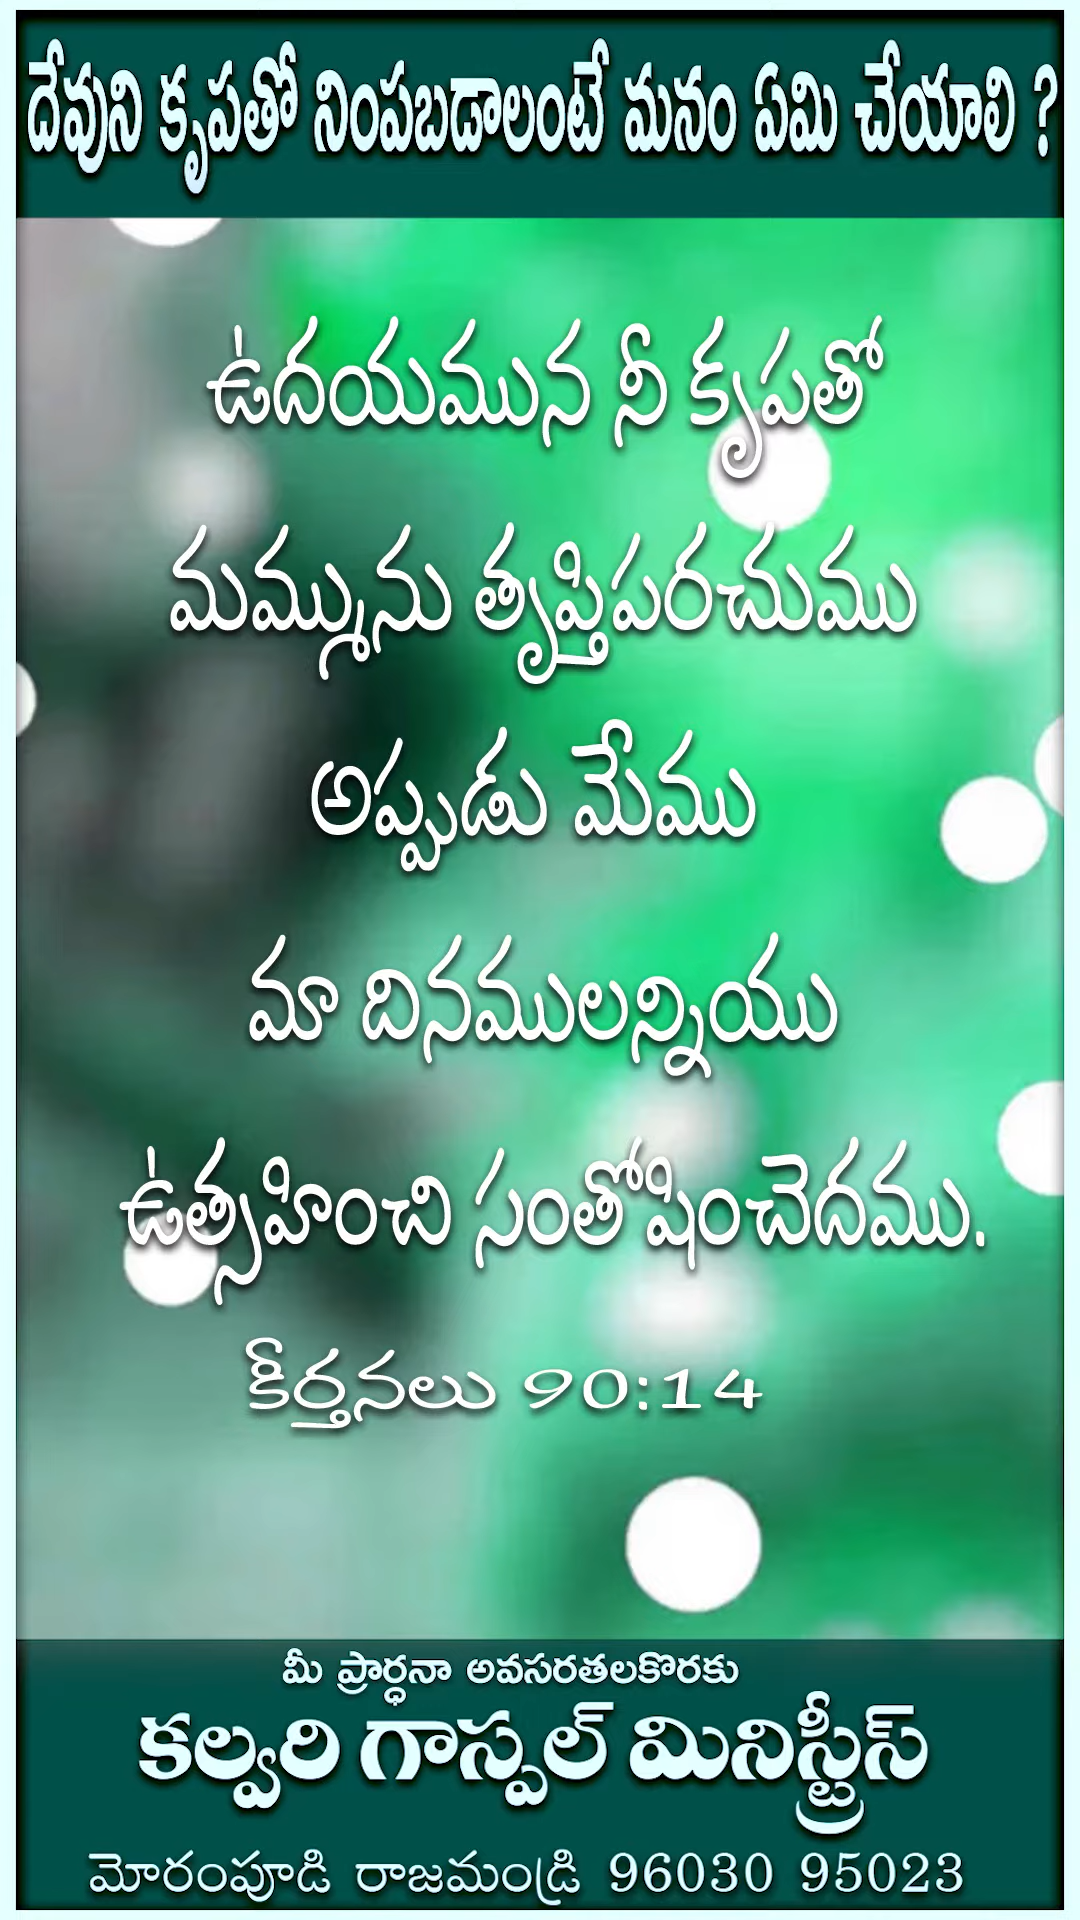 దేవుని కృపతో నింపబడాలంటే మనం ఏమి చేయాలి ?
ఉదయమున నీ కృపతో
మమ్మును తృప్తిపరచుము
అప్పుడు మేము
మా దినములన్నియు
ఉత్సహించి సంతోషించెదము.
కీర్తనలు 90:14
మీ ప్రార్ధనా అవసరతలకొరకు
కల్వరి గాస్పల్ మినిస్ట్రీస్
మోరంపూడి రాజమండ్రి 96030 95023